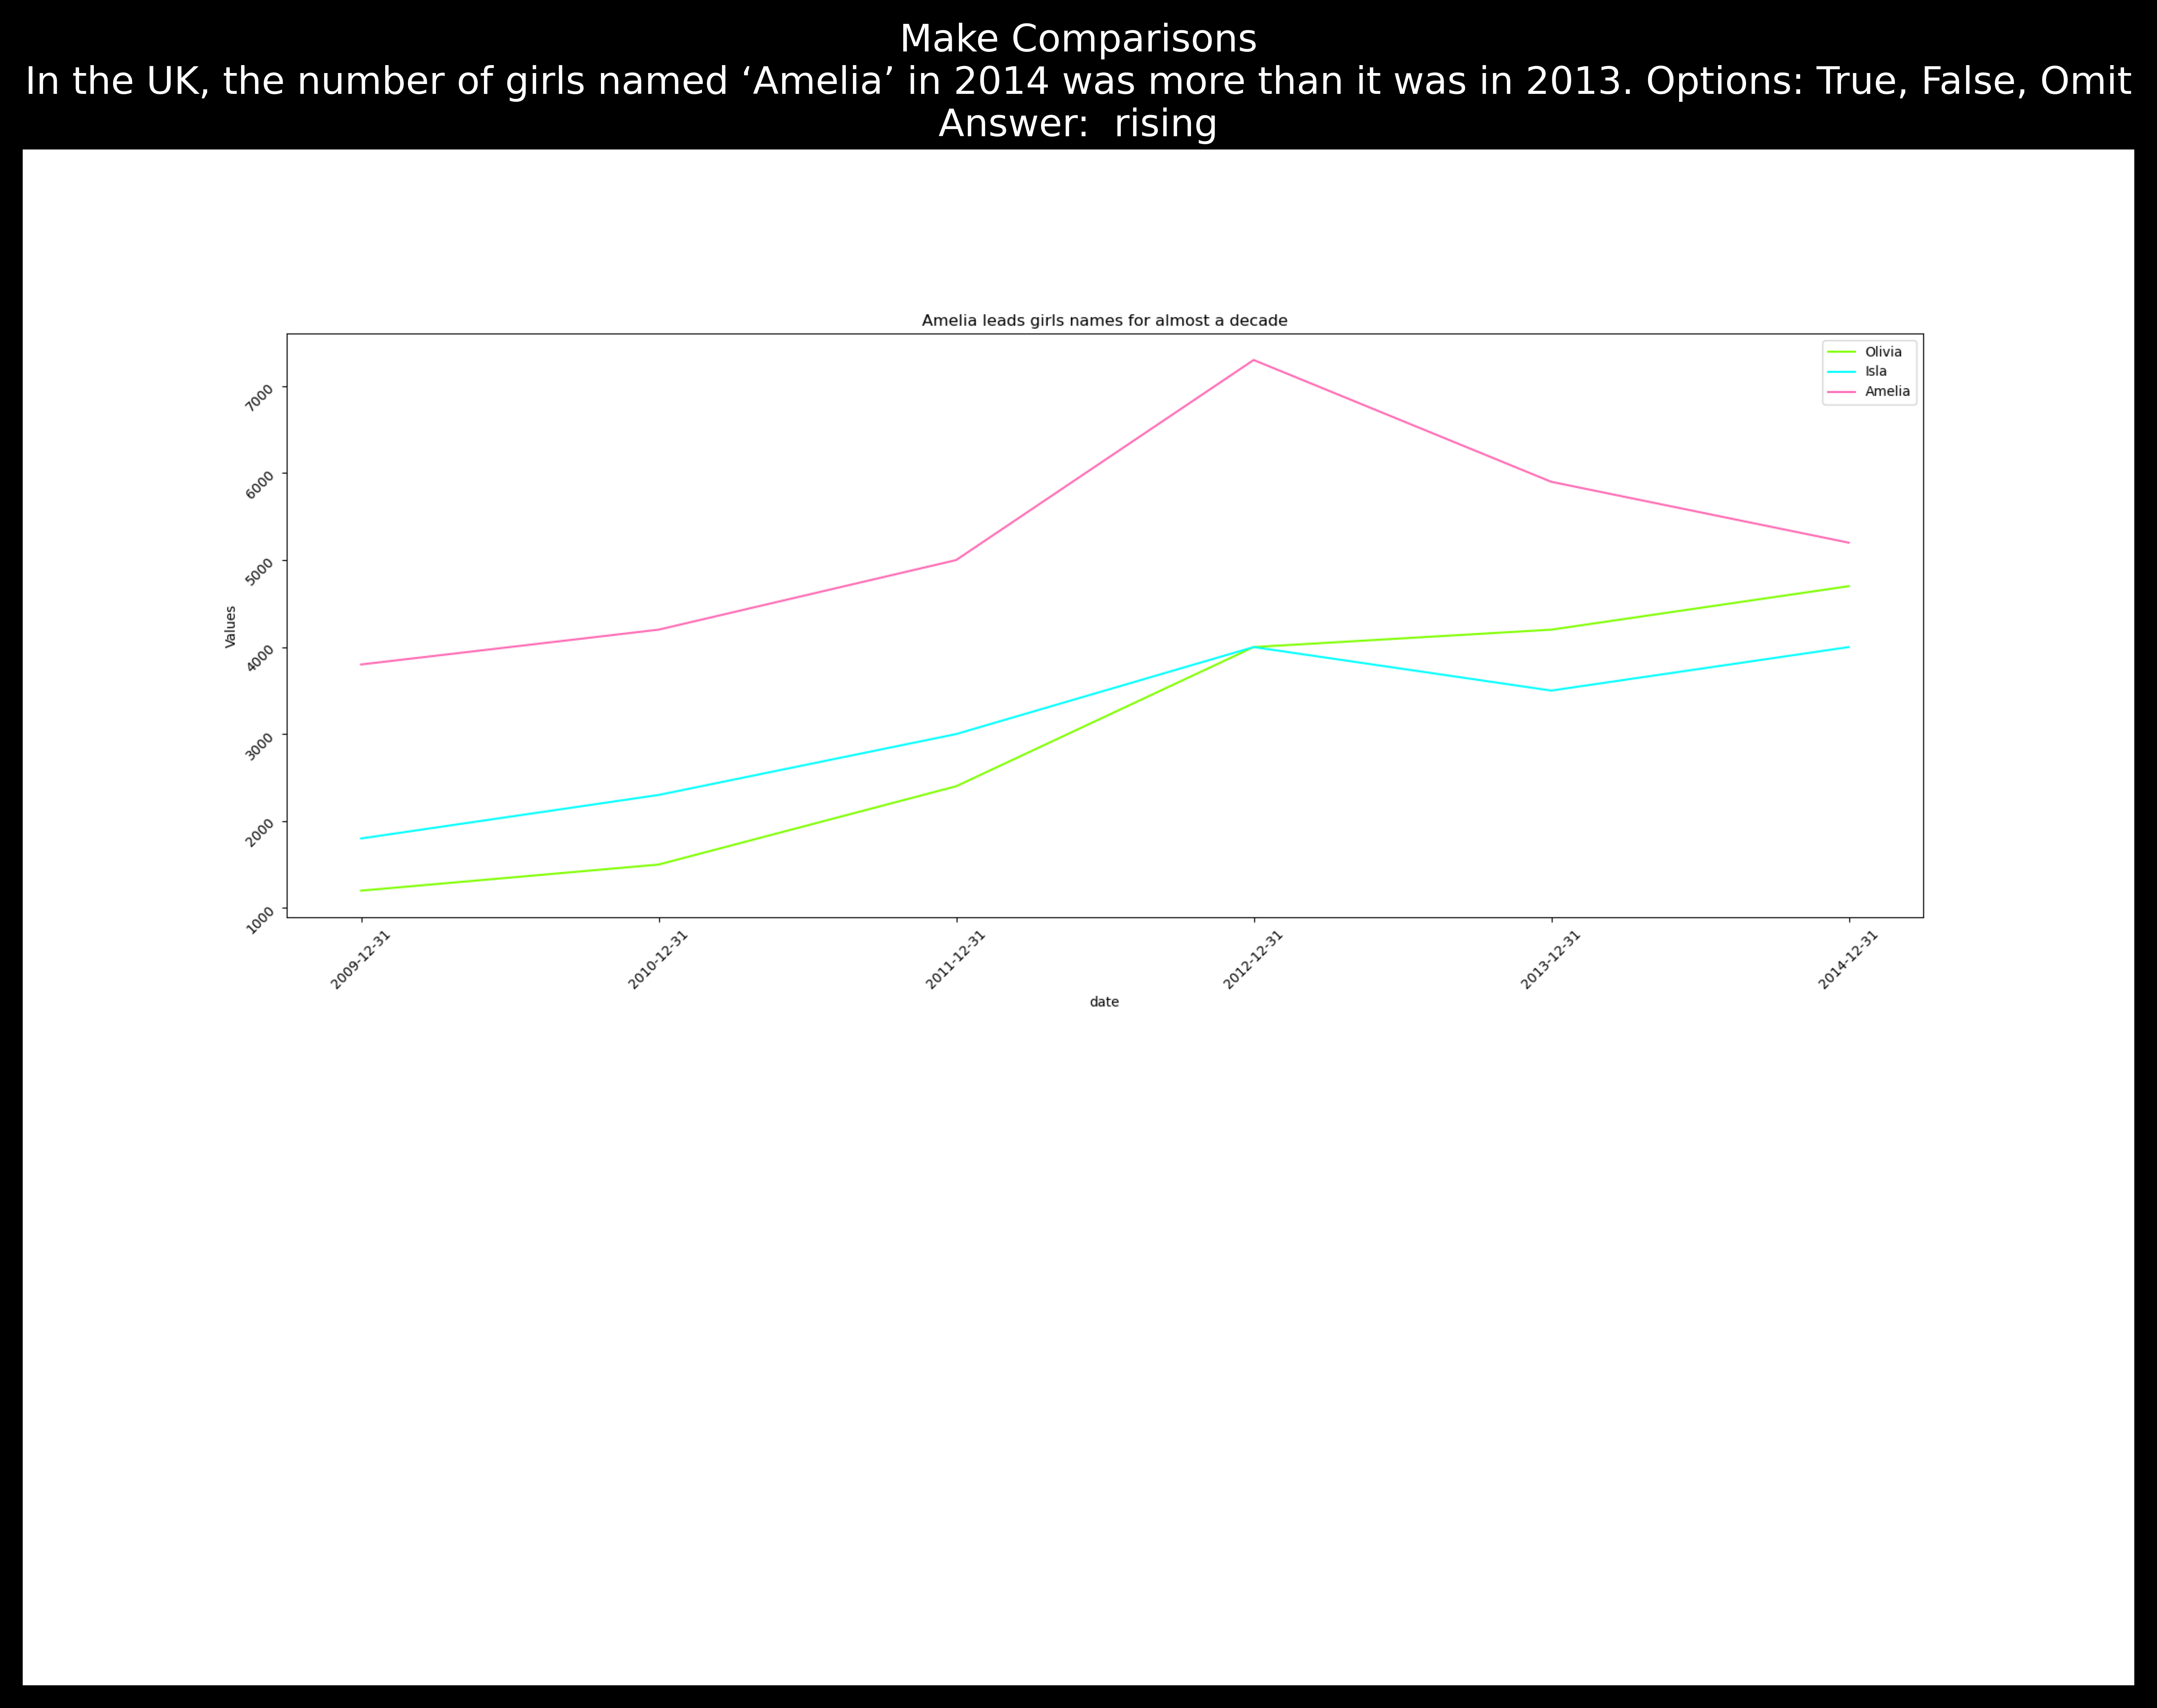 Make Comparisons
In the UK, the number of girls named ‘Amelia’ in 2014 was more than it was in 2013. Options: True, False, Omit
Answer:  rising
Amelia leads girls names for almost a decade
Olivia
Isla
Amelia
7000
6000
5000
4000
3000
2000
1000
Values
2009-12-31
2010-12-31
2011-12-31
2012-12-31
2013-12-31
2014-12-31
date